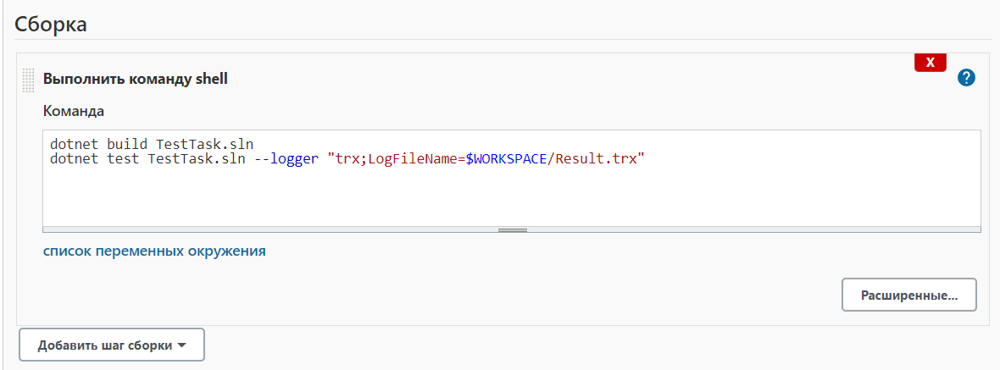 Сборка
X
Выполнить команду shell
?
Команда
dotnet build TestTask.sln
dotnet test TestTask.sln --logger "trx;LogFileName=$WORKSPACE/Result.trx"
список переменных окружения
Расширенные...
Добавить шаг сборки